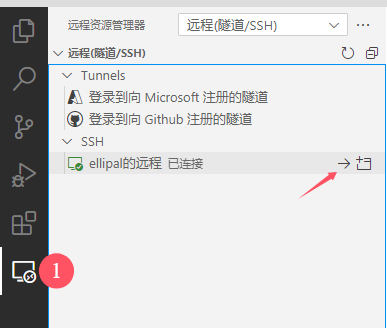 远程资源管理器
远程(隧道/SSH)
远程(隧道/SSH)
Tunnels
登录到向 Microsoft 注册的隧道
登录到向 Github 注册的隧道
SSH
ellipal的远程 已连接
1